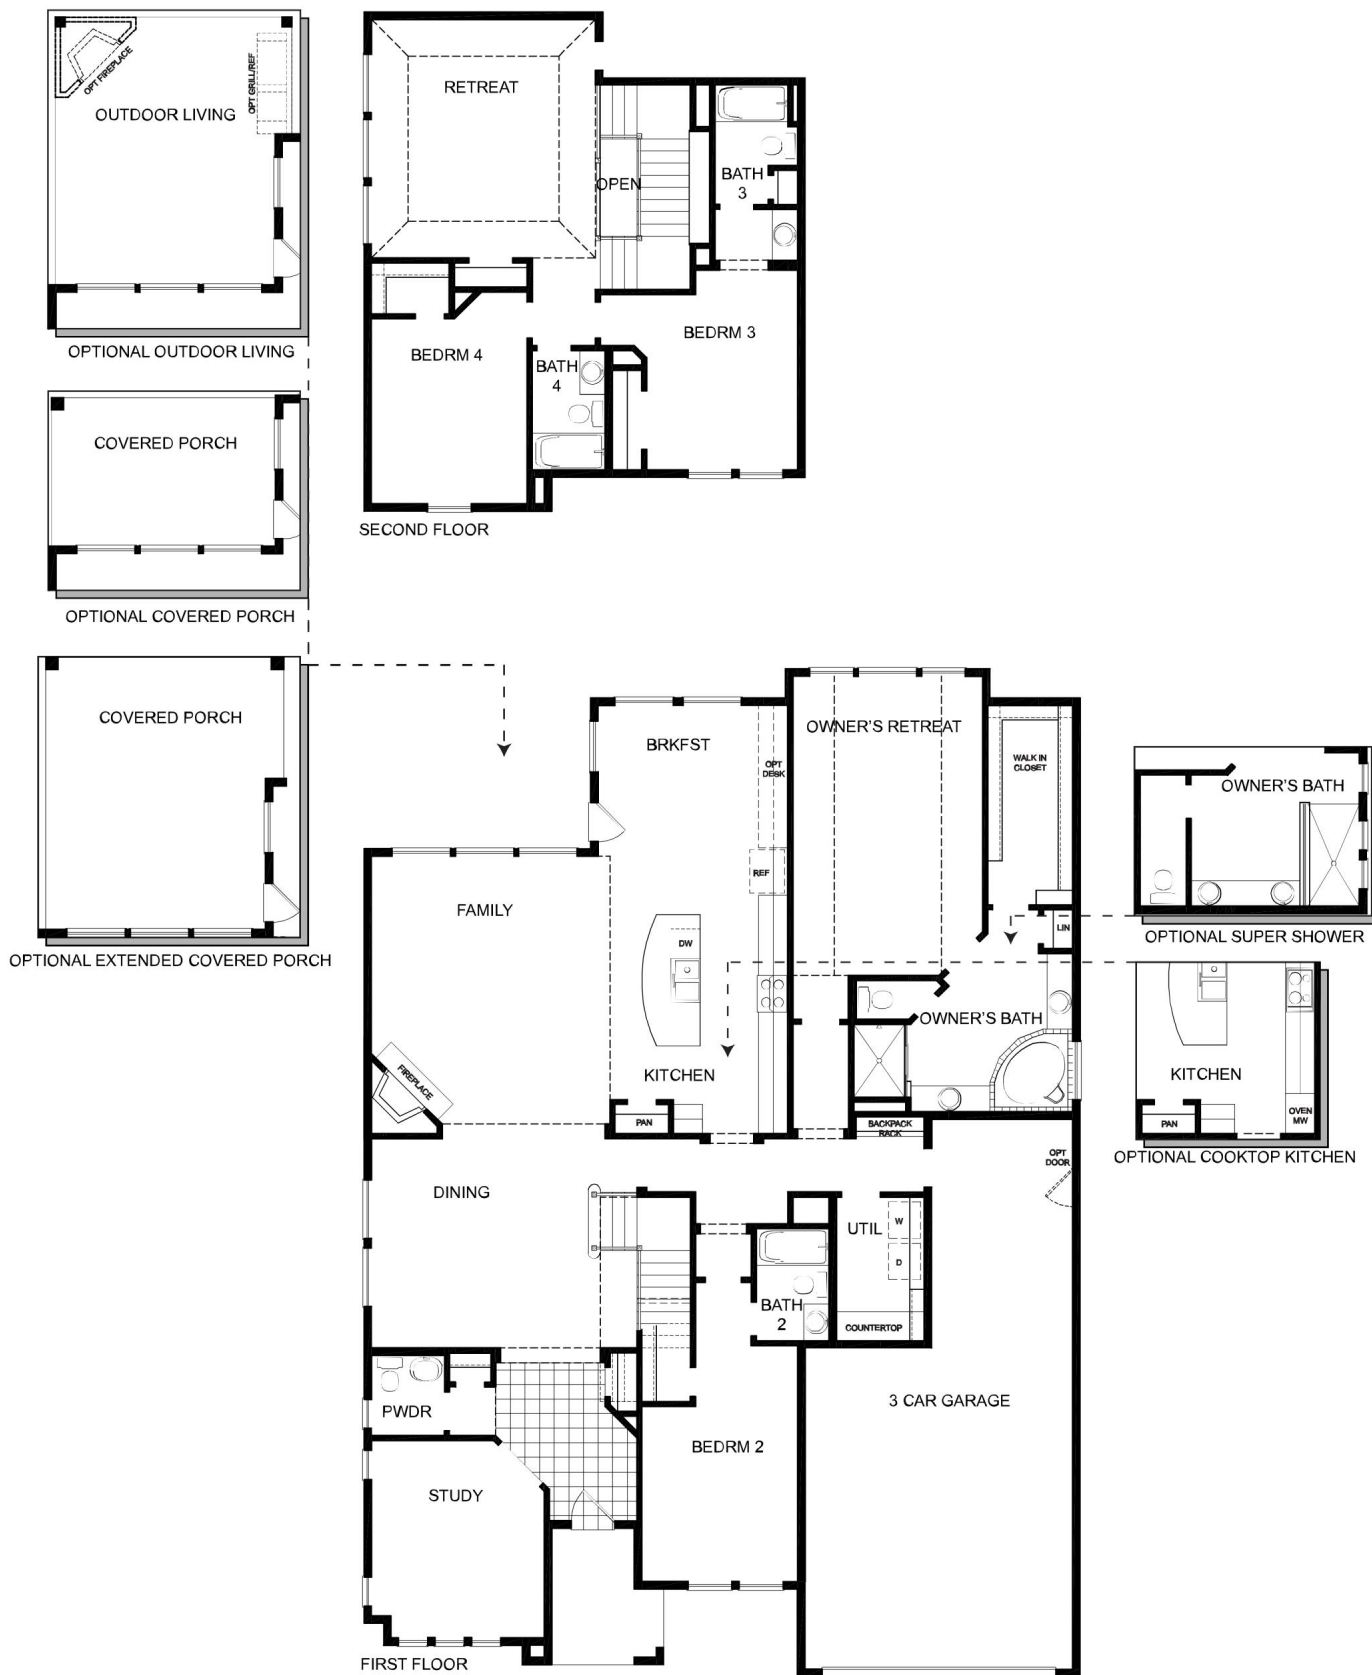 OPT FIREPLACE
OPT GRILL/REF
OUTDOOR LIVING
OPTIONAL OUTDOOR LIVING
COVERED PORCH
OPTIONAL COVERED PORCH
COVERED PORCH
OPTIONAL EXTENDED COVERED PORCH
RETREAT
OPEN
BATH
3
BEDRM 3
BEDRM 4
BATH
4
SECOND FLOOR
OWNER'S RETREAT
BRKFST
OPT
DESK
WALK IN
CLOSET
REF
FAMILY
DW
LIN
OWNER'S BATH
KITCHEN
FIREPLACE
PAN
BACKPACK
RACK
OPT
DOOR
DINING
UTIL
W
D
BATH
2
COUNTERTOP
PWDR
3 CAR GARAGE
BEDRM 2
STUDY
FIRST FLOOR
OWNER'S BATH
OPTIONAL SUPER SHOWER
KITCHEN
PAN
OVEN
MW
OPTIONAL COOKTOP KITCHEN